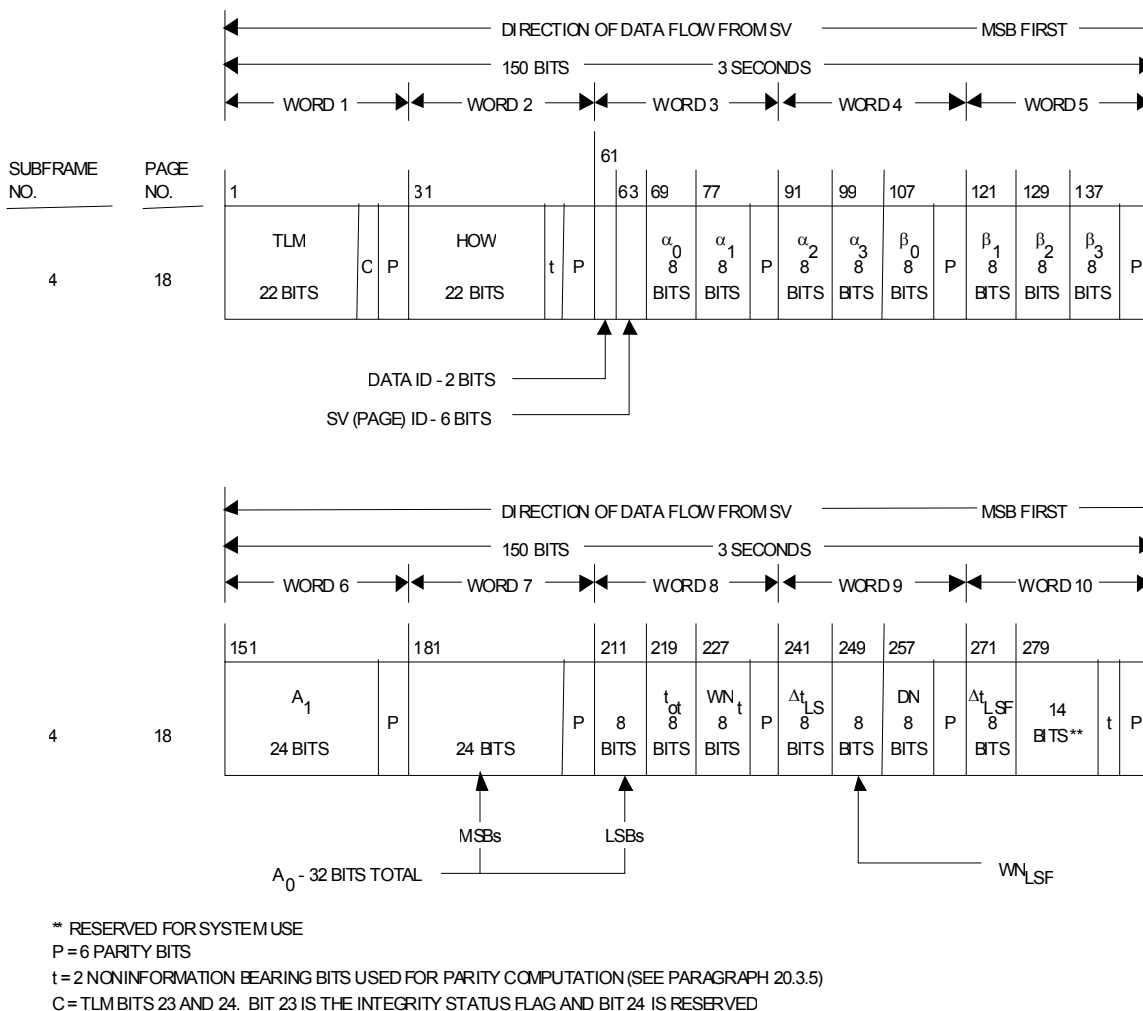 DIRECTION OF DATA FLOW FROM SV MSB FIRST
150 BITS 3 SECONDS
WORD 1 WORD 2 WORD 3 WORD 4 WORD 5
SUBFRAME NO. PAGE NO.
61
1 31 63 69 77 91 99 107 121 129 137
4 18
TLM 22 BITS C P HOW 22 BITS t P α0 8 BITS α1 8 BITS P α2 8 BITS α3 8 BITS β0 8 BITS P β1 8 BITS β2 8 BITS β3 8 BITS P
DATA ID - 2 BITS
SV (PAGE) ID - 6 BITS
DIRECTION OF DATA FLOW FROM SV MSB FIRST
150 BITS 3 SECONDS
WORD 6 WORD 7 WORD 8 WORD 9 WORD 10
151 181 211 219 227 241 249 257 271 279
4 18
A1 24 BITS P 24 BITS P 8 BITS tot 8 BITS WNt 8 BITS P ΔtLS 8 BITS 8 BITS DN 8 BITS P ΔtLSF 8 BITS 14 BITS** t P
MSBs LSBs
A0 - 32 BITS TOTAL WNLSF
** RESERVED FOR SYSTEM USE
P = 6 PARITY BITS
t = 2 NONINFORMATION BEARING BITS USED FOR PARITY COMPUTATION (SEE PARAGRAPH 20.3.5)
C = TLM BITS 23 AND 24. BIT 23 IS THE INTEGRITY STATUS FLAG AND BIT 24 IS RESERVED